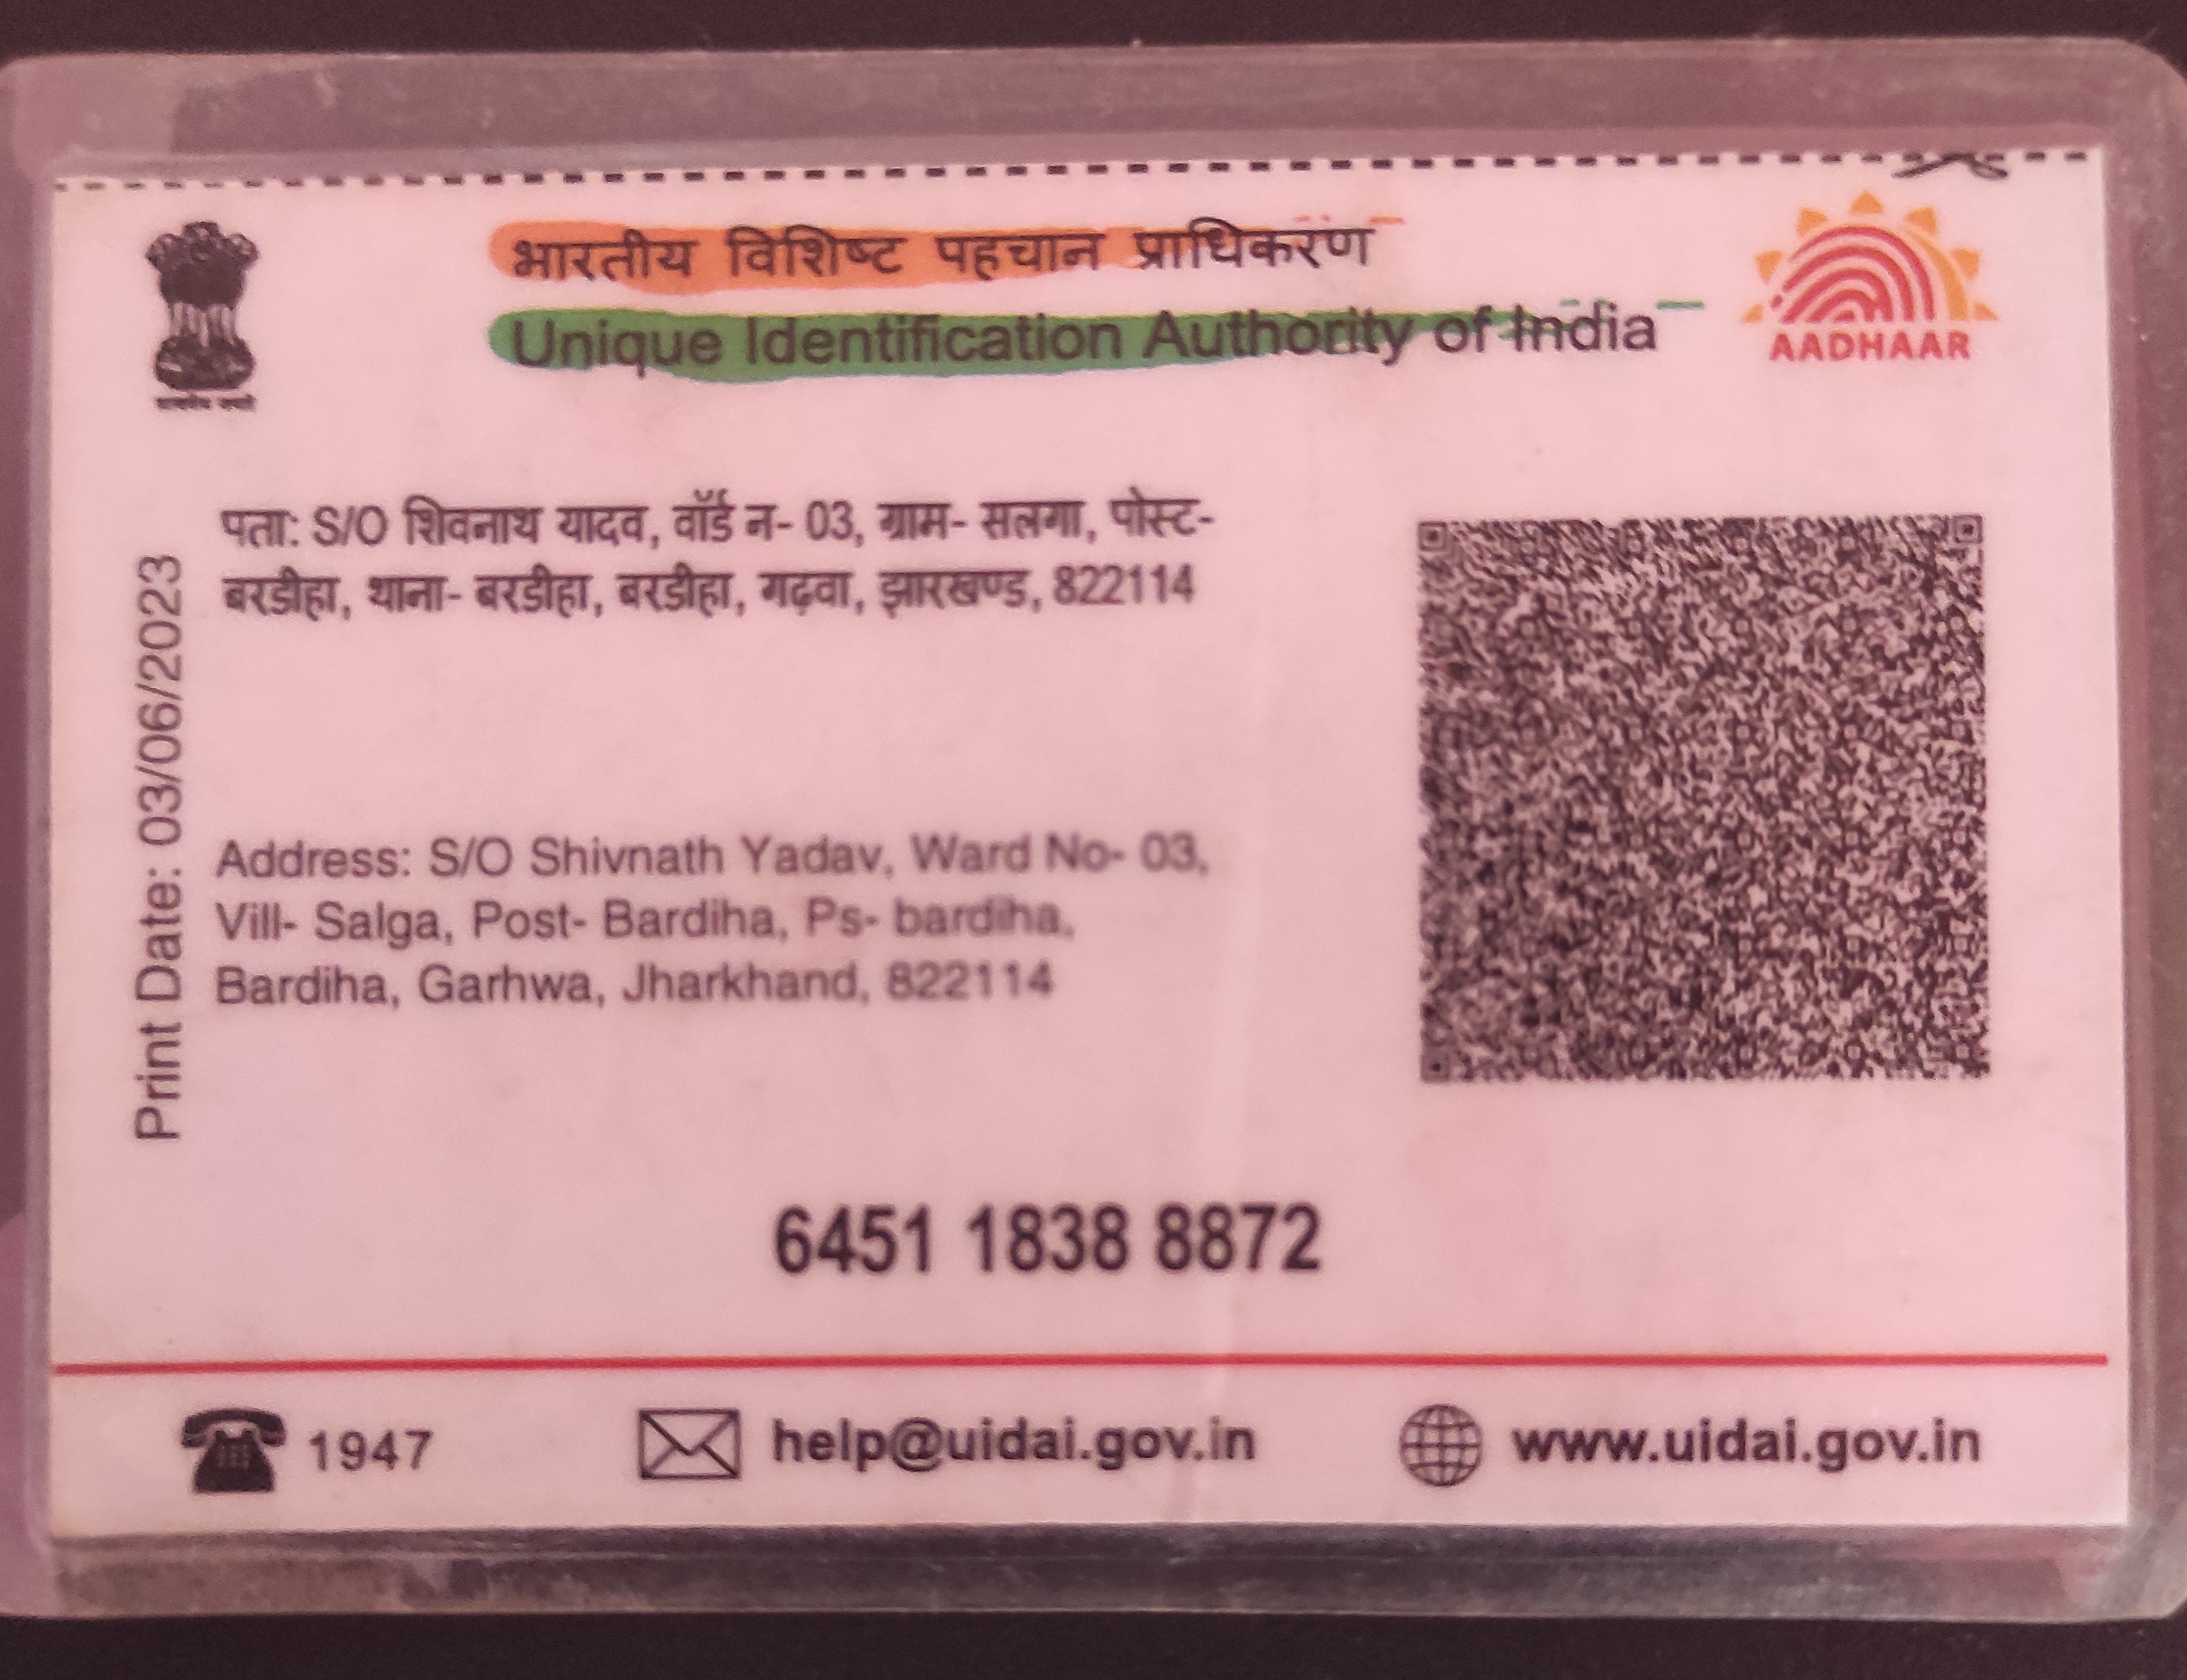 भारतीय विशिष्ट पहचान प्राधिकरण
Unique Identification Authority of India
AADHAAR
पता: S/O शिवनाथ यादव, वॉर्ड न- 03, ग्राम- सलगा, पोस्ट-
बरडीहा, थाना- बरडीहा, बरडीहा, गढ़वा, झारखण्ड, 822114
Print Date: 03/06/2023
Address: S/O Shivnath Yadav, Ward No- 03,
Vill- Salga, Post- Bardiha, Ps- bardiha,
Bardiha, Garhwa, Jharkhand, 822114
6451 1838 8872
1947
help@uidai.gov.in
www.uidai.gov.in